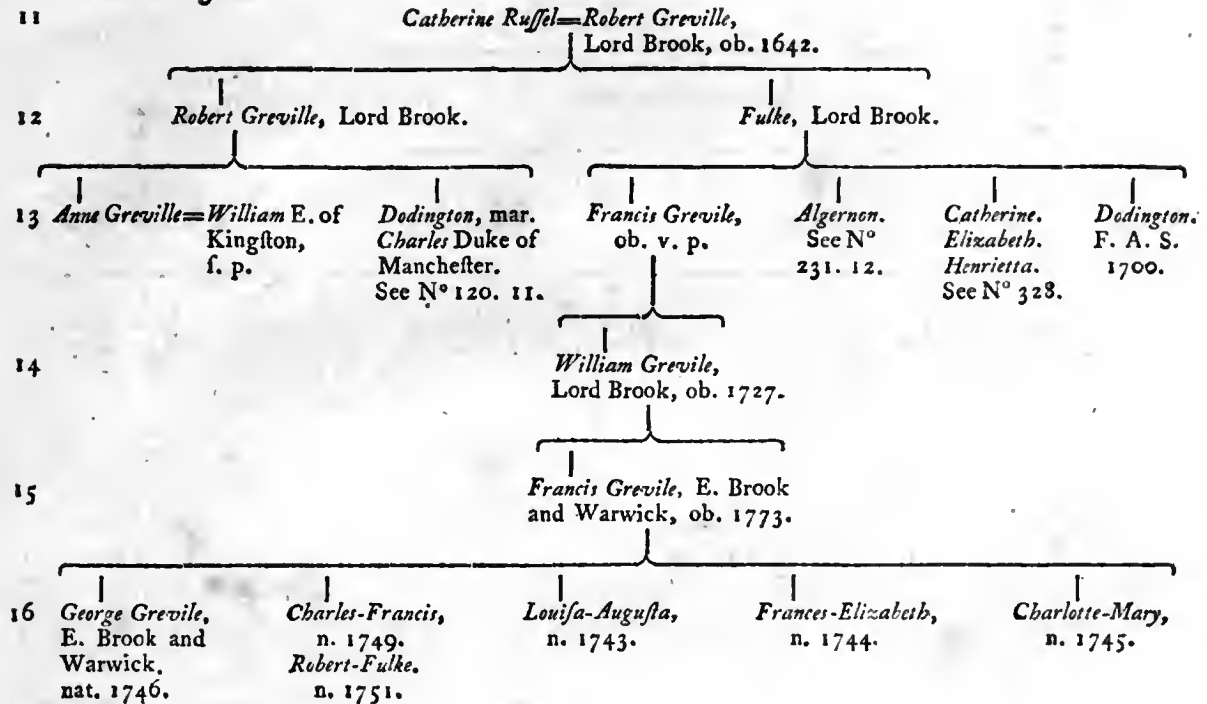 11 Catherine Ruſſel=Robert Greville,
Lord Brook, ob. 1642.
12 Robert Greville, Lord Brook. Fulke, Lord Brook.
13 Anne Greville=William E. of
Kingſton,
ſ. p.
Dodington, mar.
Charles Duke of
Mancheſter.
See N° 120. 11.
Francis Grevile,
ob. v. p.
Algernon.
See N°
231. 12.
Catherine.
Elizabeth.
Henrietta.
See N° 328.
Dodington.
F. A. S.
1700.
14 William Grevile,
Lord Brook, ob. 1727.
15 Francis Grevile, E. Brook
and Warwick, ob. 1773.
16 George Grevile,
E. Brook and
Warwick.
nat. 1746.
Charles-Francis,
n. 1749.
Robert-Fulke.
n. 1751.
Louiſa-Auguſta,
n. 1743.
Frances-Elizabeth,
n. 1744.
Charlotte-Mary,
n. 1745.